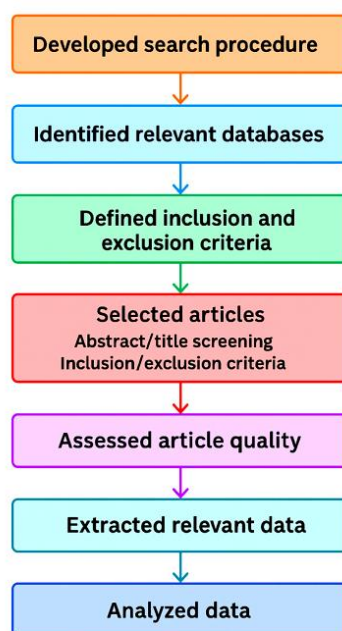 Developed search procedure
Identified relevant databases
Defined inclusion and
exclusion criteria
Selected articles
Abstract/title screening
Inclusion/exclusion criteria
Assessed article quality
Extracted relevant data
Analyzed data